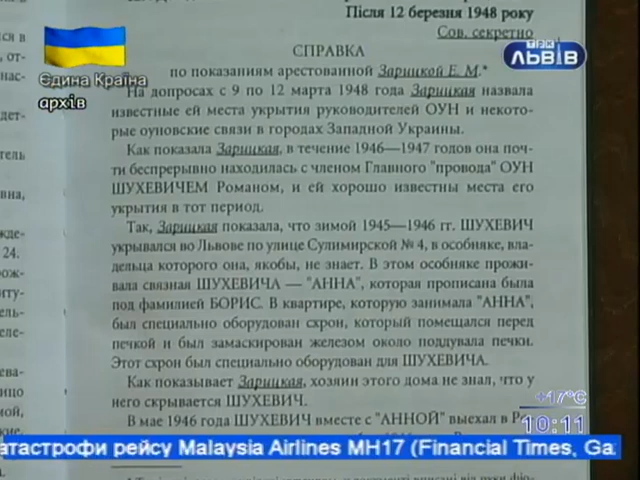 Після 12 березня 1948 року
Сов. секретно
СПРАВКА
по показаниям арестованной Зарицкой Е. М.*
На допросах с 9 по 12 марта 1948 года Зарицкая назвала
известные ей места укрытия руководителей ОУН и некото-
рые оуновские связи в городах Западной Украины.
Как показала Зарицкая, в течение 1946—1947 годов она поч-
ти беспрерывно находилась с членом Главного "провода" ОУН
ШУХЕВИЧЕМ Романом, и ей хорошо известны места его
укрытия в тот период.
Так, Зарицкая показала, что зимой 1945—1946 гг. ШУХЕВИЧ
укрывался во Львове по улице Сулимирской № 4, в особняке, вла-
дельца которого она, якобы, не знает. В этом особняке прожи-
вала связная ШУХЕВИЧА — "АННА", которая прописана была
под фамилией БОРИС. В квартире, которую занимала "АННА",
был специально оборудован схрон, который помещался перед
печкой и был замаскирован железом около поддувала печки.
Этот схрон был специально оборудован для ШУХЕВИЧА.
Как показывает Зарицкая, хозяин этого дома не знал, что у
него скрывается ШУХЕВИЧ.
В мае 1946 года ШУХЕВИЧ вместе с "АННОЙ" выехал в
Єдина Країна
архів
ТРК
ЛЬВІВ
+17°C
10:11
атастрофи рейсу Malaysia Airlines MH17 (Financial Times, Ga